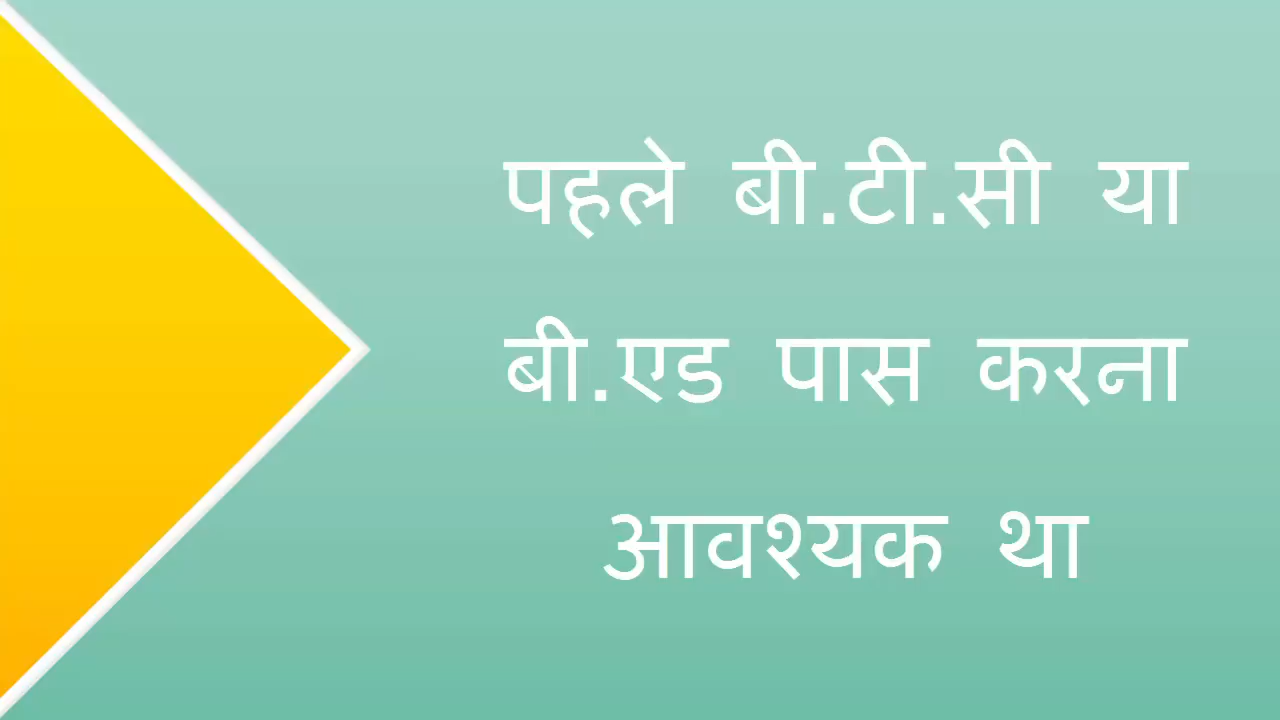 पहले बी.टी.सी या
बी.एड पास करना
आवश्यक था